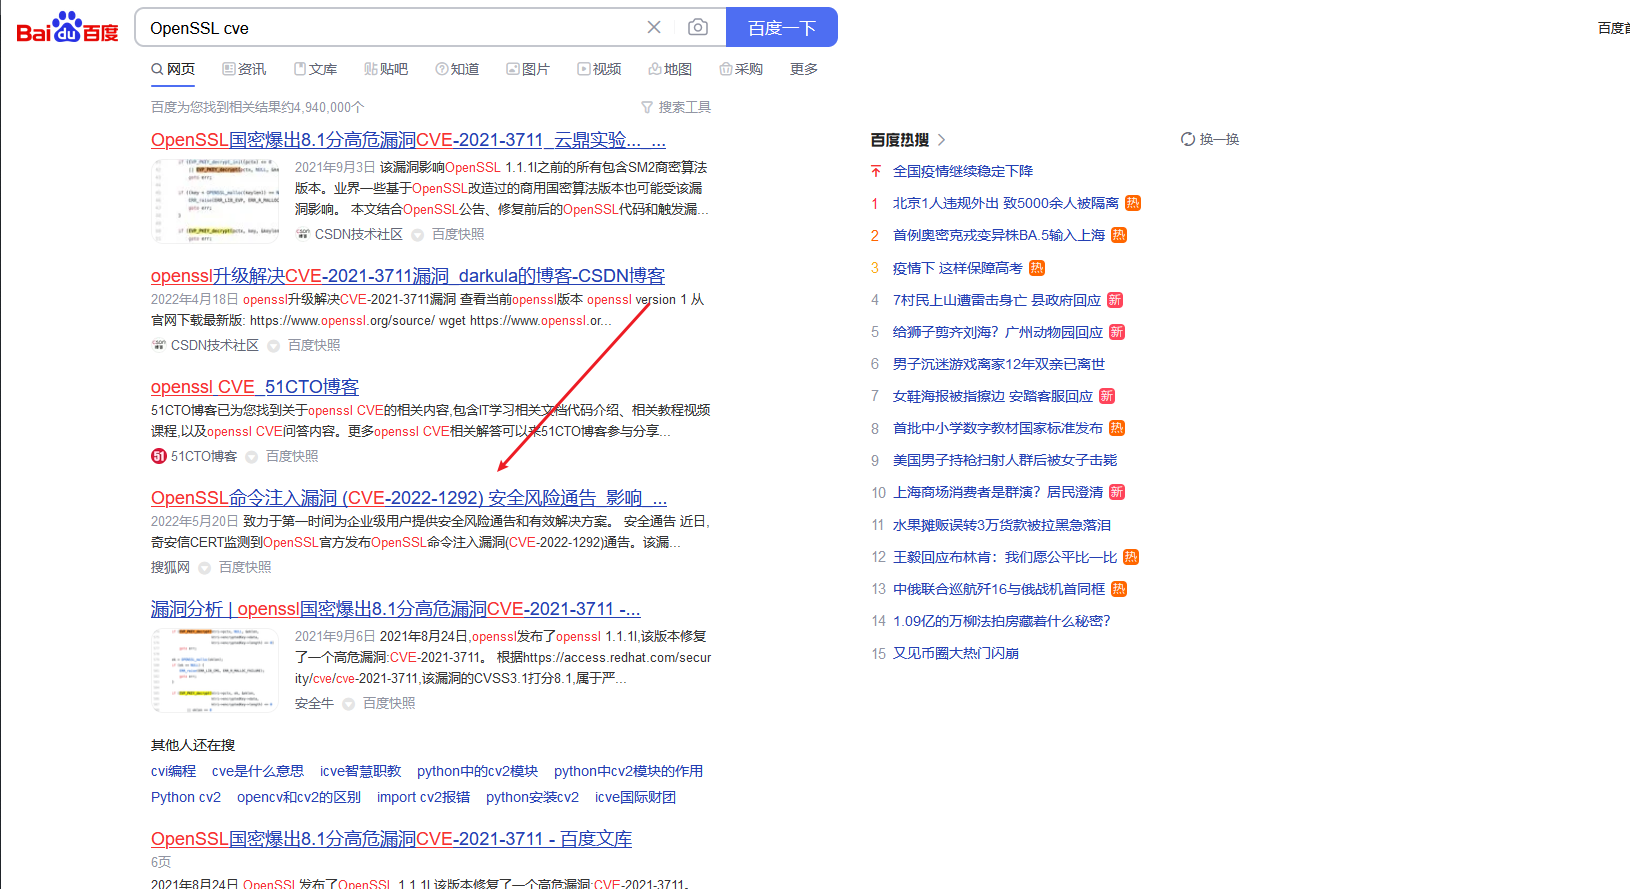 Bai du 百度
OpenSSL cve
百度一下
百度首
网页 资讯 文库 贴吧 知道 图片 视频 地图 采购 更多
百度为您找到相关结果约4,940,000个
搜索工具
OpenSSL国密爆出8.1分高危漏洞CVE-2021-3711_云鼎实验... ...
2021年9月3日 该漏洞影响OpenSSL 1.1.1l之前的所有包含SM2商密算法
版本。业界一些基于OpenSSL改造过的商用国密算法版本也可能受该漏
洞影响。 本文结合OpenSSL公告、修复前后的OpenSSL代码和触发漏...
CSDN技术社区 百度快照
openssl升级解决CVE-2021-3711漏洞_darkula的博客-CSDN博客
2022年4月18日 openssl升级解决CVE-2021-3711漏洞 查看当前openssl版本 openssl version 1 从
官网下载最新版: https://www.openssl.org/source/ wget https://www.openssl.or...
CSDN技术社区 百度快照
openssl CVE_51CTO博客
51CTO博客已为您找到关于openssl CVE的相关内容,包含IT学习相关文档代码介绍、相关教程视频
课程,以及openssl CVE问答内容。更多openssl CVE相关解答可以来51CTO博客参与分享...
51 51CTO博客 百度快照
OpenSSL命令注入漏洞 (CVE-2022-1292) 安全风险通告_影响_...
2022年5月20日 致力于第一时间为企业级用户提供安全风险通告和有效解决方案。 安全通告 近日,
奇安信CERT监测到OpenSSL官方发布OpenSSL命令注入漏洞(CVE-2022-1292)通告。该漏...
搜狐网 百度快照
漏洞分析 | openssl国密爆出8.1分高危漏洞CVE-2021-3711 -...
2021年9月6日 2021年8月24日,openssl发布了openssl 1.1.1l,该版本修复
了一个高危漏洞:CVE-2021-3711。 根据https://access.redhat.com/secur
ity/cve/cve-2021-3711,该漏洞的CVSS3.1打分8.1,属于严...
安全牛 百度快照
其他人还在搜
cvi编程 cve是什么意思 icve智慧职教 python中的cv2模块 python中cv2模块的作用
Python cv2 opencv和cv2的区别 import cv2报错 python安装cv2 icve国际财团
OpenSSL国密爆出8.1分高危漏洞CVE-2021-3711 - 百度文库
6页
2021年8月24日,OpenSSL发布了OpenSSL 1.1.1l,该版本修复了一个高危漏洞:CVE-2021-3711。
百度热搜
换一换
全国疫情继续稳定下降
1 北京1人违规外出 致5000余人被隔离 热
2 首例奥密克戎变异株BA.5输入上海 热
3 疫情下 这样保障高考 热
4 7村民上山遭雷击身亡 县政府回应 新
5 给狮子剪齐刘海？广州动物园回应 新
6 男子沉迷游戏离家12年双亲已离世
7 女鞋海报被指擦边 安踏客服回应 新
8 首批中小学数字教材国家标准发布 热
9 美国男子持枪扫射人群后被女子击毙
10 上海商场消费者是群演？居民澄清 新
11 水果摊贩误转3万货款被拉黑急落泪
12 王毅回应布林肯：我们愿公平比一比 热
13 中俄联合巡航歼16与俄战机首同框 热
14 1.09亿的万柳法拍房藏着什么秘密？
15 又见币圈大热门闪崩